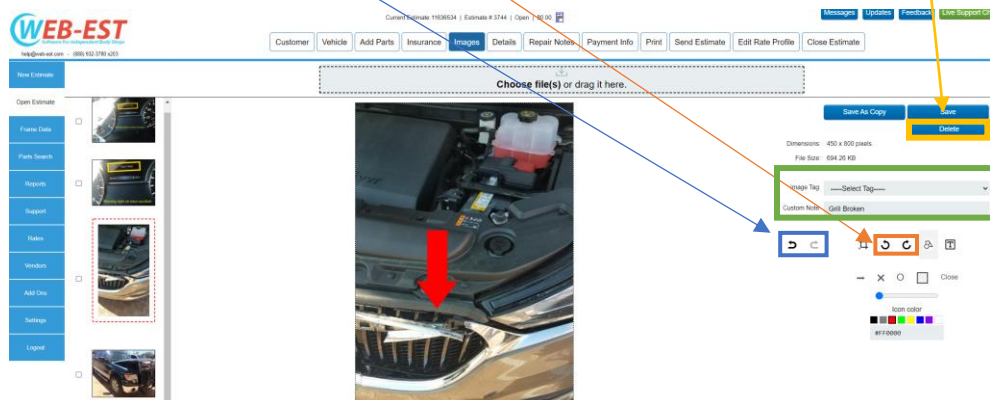 Messages Updates Feedback Live Support Ch
Current Estimate: 11636534 | Estimate # 3744 | Open | $0.00
WEB-EST
Software For Independent Body Shops
help@web-est.com (888) 932-3780 x203
Customer Vehicle Add Parts Insurance Images Details Repair Notes Payment Info Print Send Estimate Edit Rate Profile Close Estimate
New Estimate
Choose file(s) or drag it here.
Open Estimate
Frame Data
Parts Search
Reports
Support
Rates
Vendors
Add Ons
Settings
Logout
Save As Copy Save
Delete
Dimensions: 450 x 800 pixels
File Size: 694.26 KB
Image Tag: -----Select Tag-----
Custom Note: Grill Broken
Close
Icon color
#FF0000